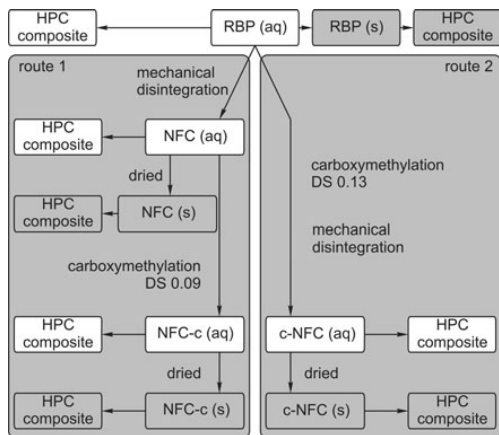 HPC
composite
RBP (aq)
RBP (s)
HPC
composite
route 1
route 2
mechanical
disintegration
HPC
composite
NFC (aq)
carboxymethylation
DS 0.13
dried
HPC
composite
NFC (s)
mechanical
disintegration
carboxymethylation
DS 0.09
HPC
composite
NFC-c (aq)
c-NFC (aq)
HPC
composite
dried
dried
HPC
composite
NFC-c (s)
c-NFC (s)
HPC
composite